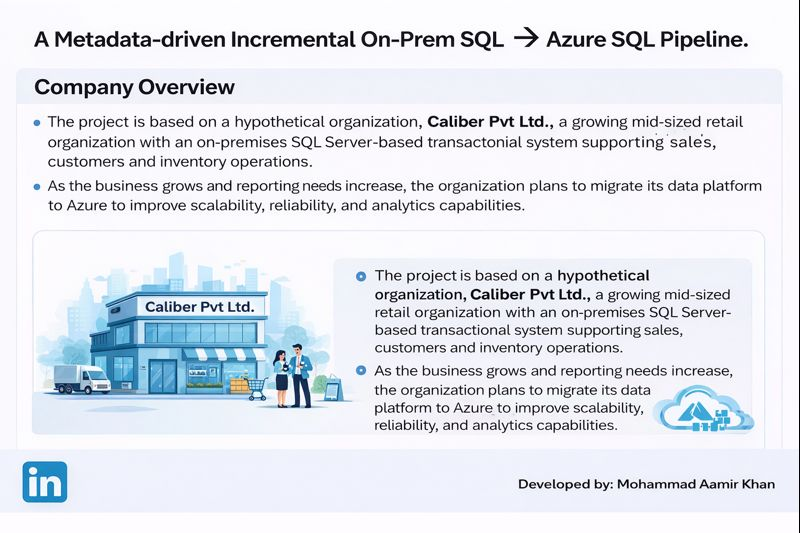 A Metadata-driven Incremental On-Prem SQL → Azure SQL Pipeline.
Company Overview
• The project is based on a hypothetical organization, Caliber Pvt Ltd., a growing mid-sized retail
organization with an on-premises SQL Server-based transactonial system supporting sale's,
customers and inventory operations.
• As the business grows and reporting needs increase, the organization plans to migrate its data platform
to Azure to improve scalability, reliability, and analytics capabilities.
Caliber Pvt Ltd.
The project is based on a hypothetical
organization, Caliber Pvt Ltd., a growing mid-sized
retail organization with an on-premises SQL Server-
based transactional system supporting sales,
customers and inventory operations.
As the business grows and reporting needs increase,
the organization plans to migrate its data
platform to Azure to improve scalability,
reliability, and analytics capabilities.
in
Developed by: Mohammad Aamir Khan